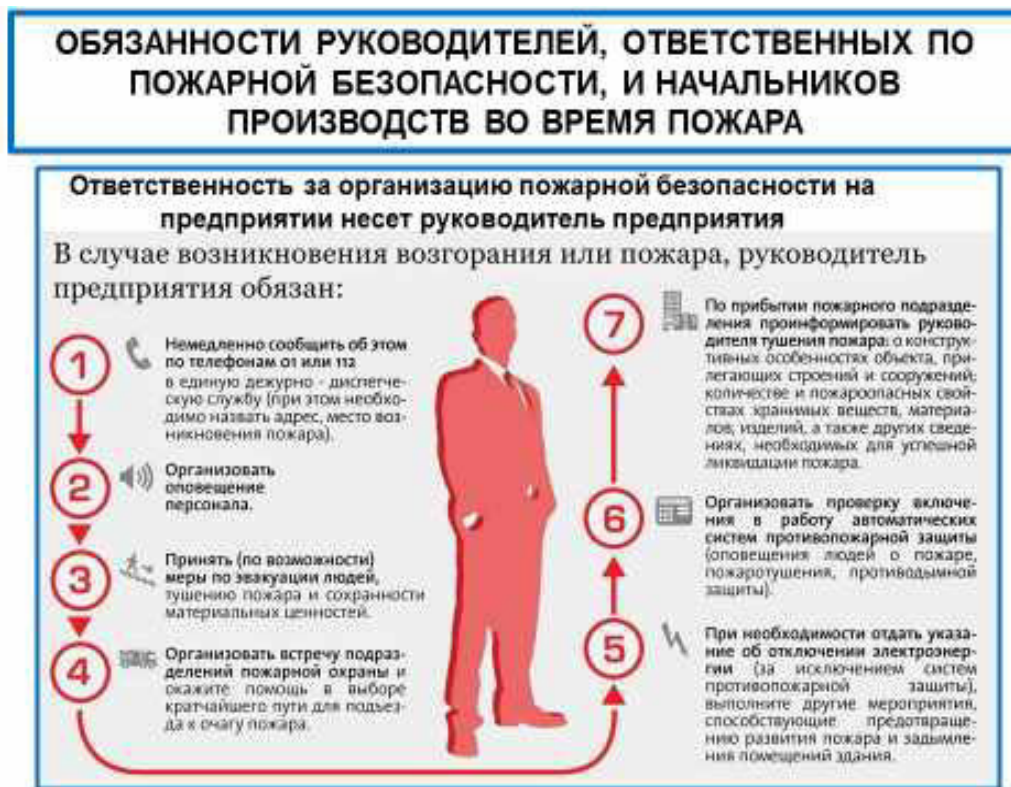 ОБЯЗАННОСТИ РУКОВОДИТЕЛЕЙ, ОТВЕТСТВЕННЫХ ПО
ПОЖАРНОЙ БЕЗОПАСНОСТИ, И НАЧАЛЬНИКОВ
ПРОИЗВОДСТВ ВО ВРЕМЯ ПОЖАРА
Ответственность за организацию пожарной безопасности на
предприятии несет руководитель предприятия
В случае возникновения возгорания или пожара, руководитель
предприятия обязан:
1
Немедленно сообщить об этом
по телефонам 01 или 112
в единую дежурно - диспетче-
скую службу (при этом необхо-
димо назвать адрес, место воз-
никновения пожара).
2
Организовать
оповещение
персонала.
3
Принять (по возможности)
меры по эвакуации людей,
тушению пожара и сохранности
материальных ценностей.
4
Организовать встречу подраз-
делений пожарной охраны и
окажите помощь в выборе
кратчайшего пути для подъез-
да к очагу пожара.
5
При необходимости отдать указа-
ние об отключении электроэнер-
гии (за исключением систем
противопожарной защиты),
выполните другие мероприятия,
способствующие предотвраще-
нию развития пожара и задымле-
ния помещений здания.
6
Организовать проверку включе-
ния в работу автоматических
систем противопожарной защиты
(оповещения людей о пожаре,
пожаротушения, противодымной
защиты).
7
По прибытии пожарного подразде-
ления проинформировать руково-
дителя тушения пожара: о конструк-
тивных особенностях объекта, при-
легающих строений и сооружений;
количестве и пожароопасных свой-
ствах хранимых веществ, материа-
лов, изделий, а также других сведе-
ниях, необходимых для успешной
ликвидации пожара.